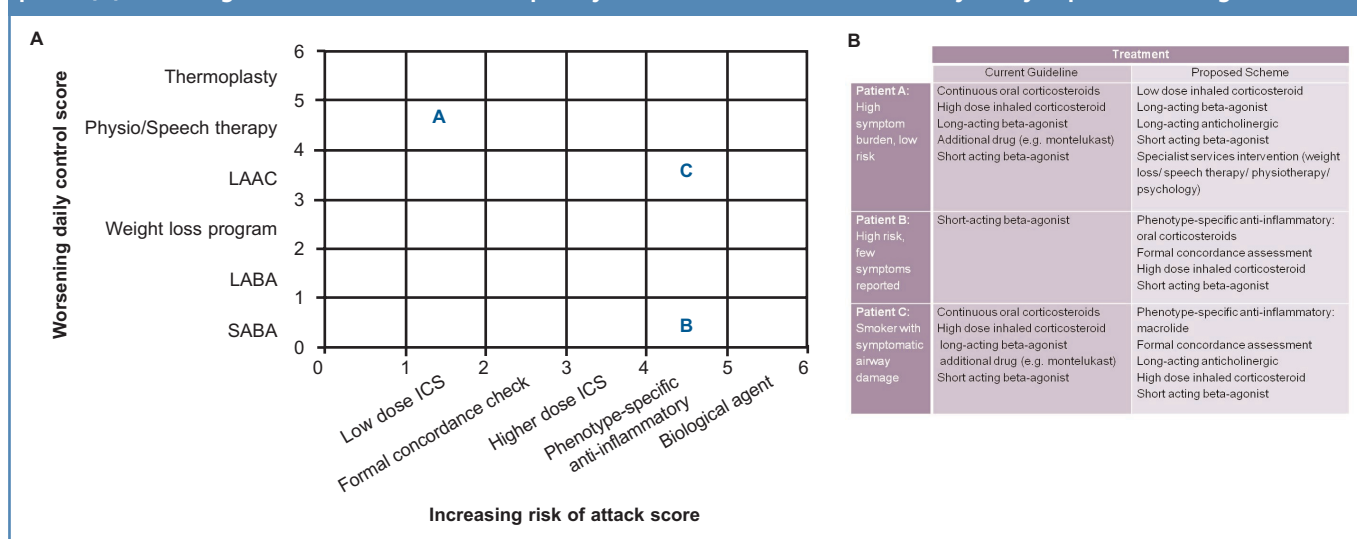 A
Worsening daily control score
Thermoplasty
Physio/Speech therapy
LAAC
Weight loss program
LABA
SABA
6
5
4
3
2
1
0
A
C
B
0
1
2
3
4
5
6
Low dose ICS
Formal concordance check
Higher dose ICS
Phenotype-specific
anti-inflammatory
Biological agent
Increasing risk of attack score
B
Treatment
Current Guideline
Proposed Scheme
Patient A:
High
symptom
burden, low
risk
Continuous oral corticosteroids
High dose inhaled corticosteroid
Long-acting beta-agonist
Additional drug (e.g. montelukast)
Short acting beta-agonist
Low dose inhaled corticosteroid
Long-acting beta-agonist
Long-acting anticholinergic
Short acting beta-agonist
Specialist services intervention (weight
loss/ speech therapy/ physiotherapy/
psychology)
Patient B:
High risk,
few
symptoms
reported
Short-acting beta-agonist
Phenotype-specific anti-inflammatory:
oral corticosteroids
Formal concordance assessment
High dose inhaled corticosteroid
Short acting beta-agonist
Patient C:
Smoker with
symptomatic
airway
damage
Continuous oral corticosteroids
High dose inhaled corticosteroid
long-acting beta-agonist
additional drug (e.g. montelukast)
Short acting beta-agonist
Phenotype-specific anti-inflammatory:
macrolide
Formal concordance assessment
Long-acting anticholinergic
High dose inhaled corticosteroid
Short acting beta-agonist